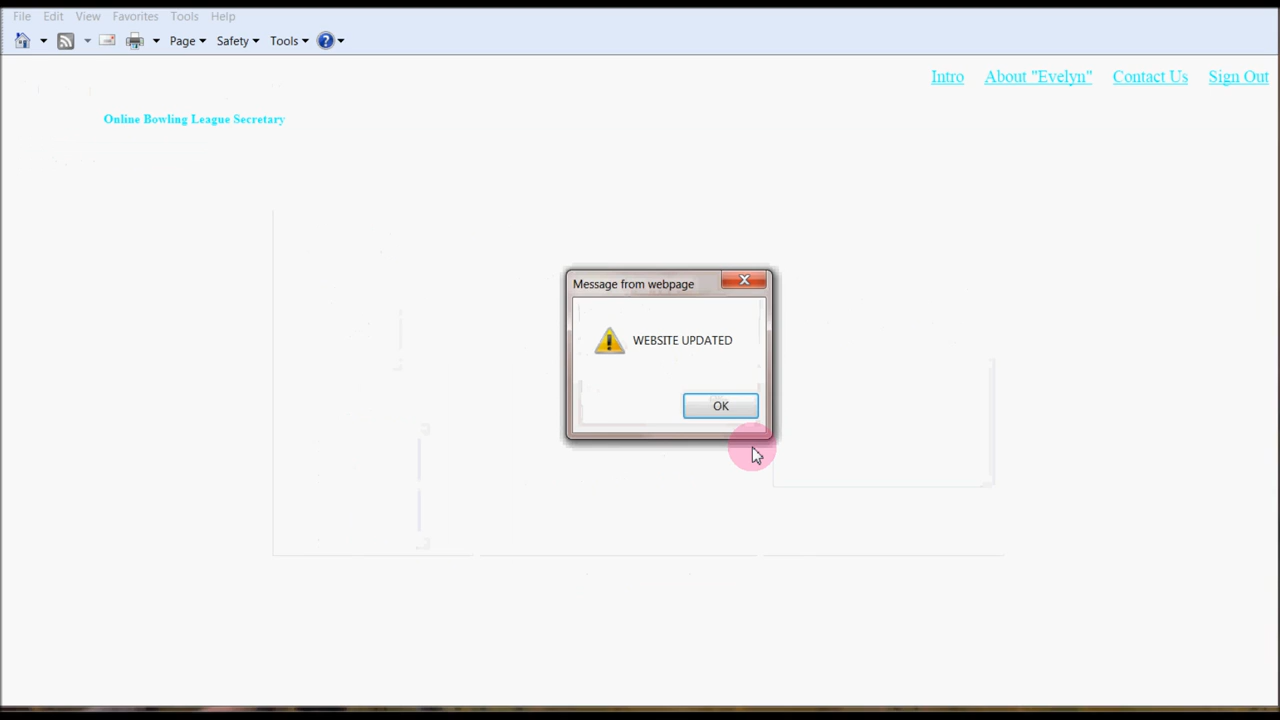 File Edit View Favorites Tools Help
Page Safety Tools ?
Intro About "Evelyn" Contact Us Sign Out
Online Bowling League Secretary
Message from webpage X
WEBSITE UPDATED
OK